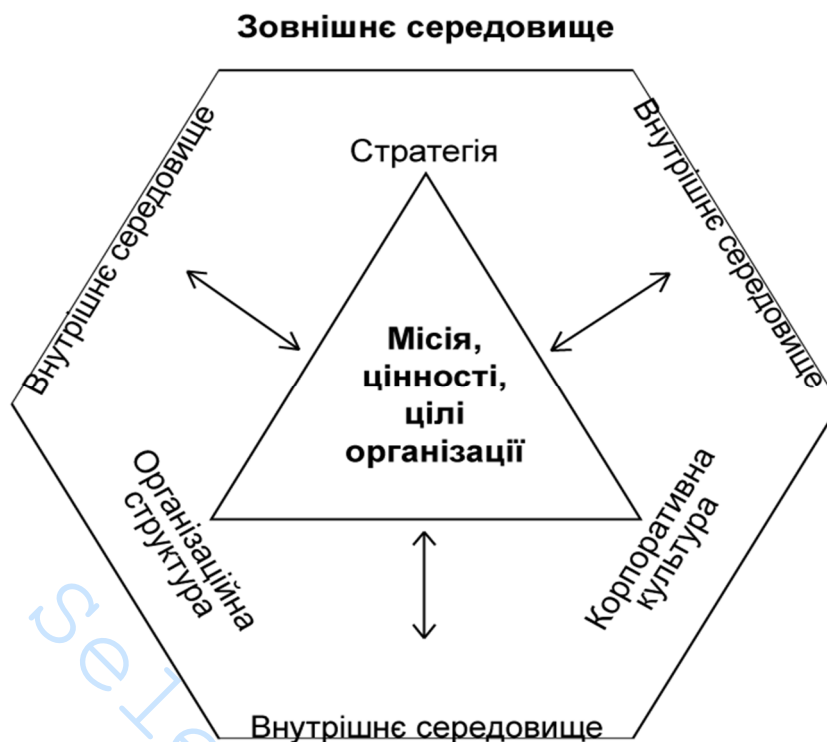 Зовнішнє середовище
Внутрішнє середовище
Внутрішнє середовище
Стратегія
Місія,
цінності,
цілі
організації
Організаційна
структура
Корпоративна
культура
Внутрішнє середовище